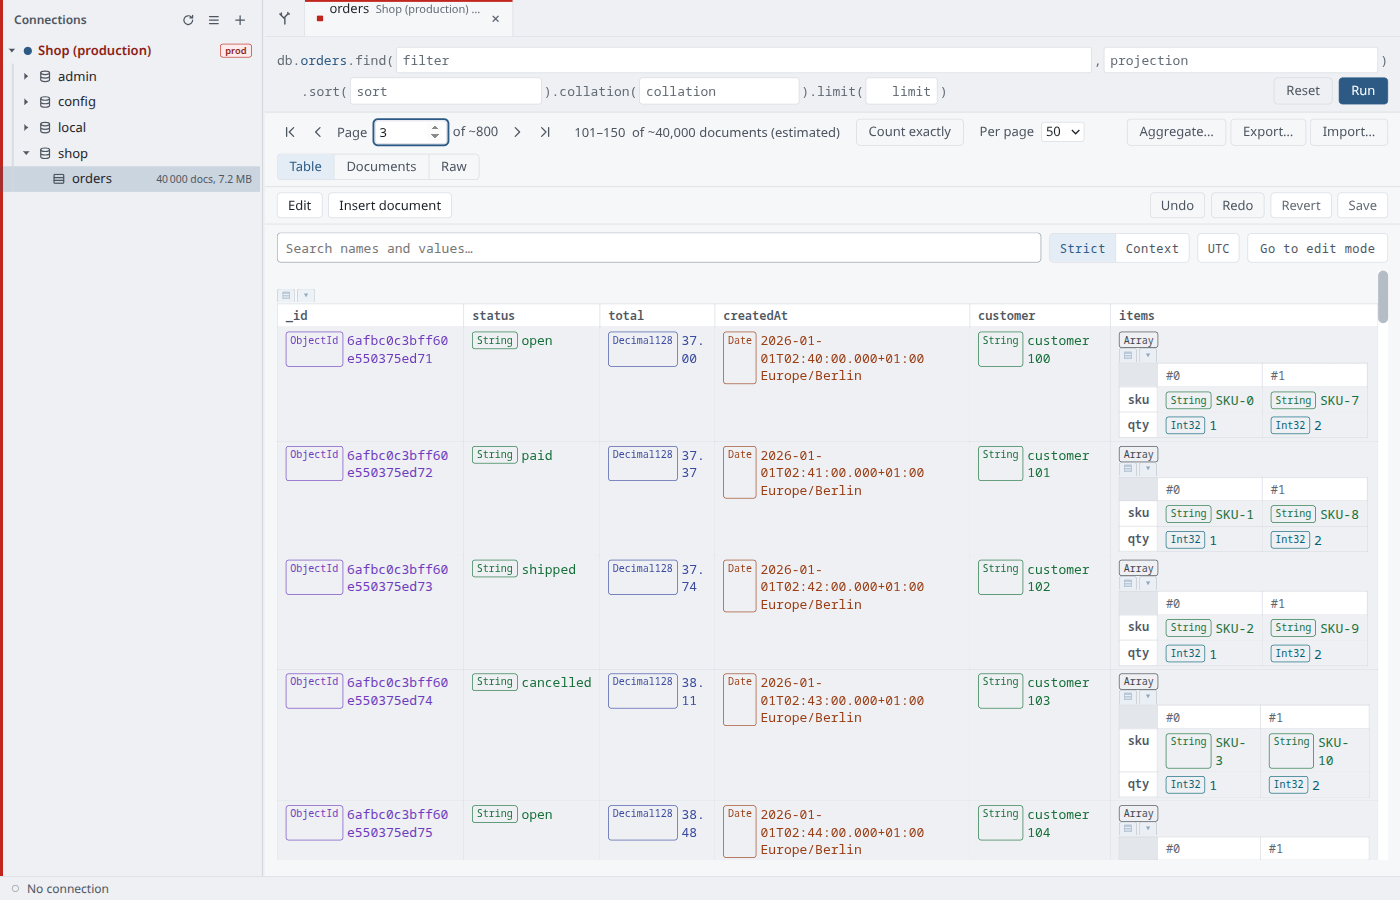 Connections
Shop (production) prod
admin
config
local
shop
orders 40 000 docs, 7.2 MB
orders Shop (production) ...
db.orders.find( filter , projection )
.sort( sort ).collation( collation ).limit( limit )
Reset Run
Page 3 of ~800 101–150 of ~40,000 documents (estimated) Count exactly Per page 50 Aggregate... Export... Import...
Table Documents Raw
Edit Insert document Undo Redo Revert Save
Search names and values… Strict Context UTC Go to edit mode
_id status total createdAt customer items
ObjectId 6afbc0c3bff60 String open Decimal128 37. Date 2026-01- String customer Array
e550375ed71 00 01T02:40:00.000+01:00 100
Europe/Berlin
#0 #1
sku String SKU-0 String SKU-7
qty Int32 1 Int32 2
ObjectId 6afbc0c3bff60 String paid Decimal128 37. Date 2026-01- String customer Array
e550375ed72 37 01T02:41:00.000+01:00 101
Europe/Berlin
#0 #1
sku String SKU-1 String SKU-8
qty Int32 1 Int32 2
ObjectId 6afbc0c3bff60 String shipped Decimal128 37. Date 2026-01- String customer Array
e550375ed73 74 01T02:42:00.000+01:00 102
Europe/Berlin
#0 #1
sku String SKU-2 String SKU-9
qty Int32 1 Int32 2
ObjectId 6afbc0c3bff60 String cancelled Decimal128 38. Date 2026-01- String customer Array
e550375ed74 11 01T02:43:00.000+01:00 103
Europe/Berlin
#0 #1
sku String SKU- String SKU-
3 10
qty Int32 1 Int32 2
ObjectId 6afbc0c3bff60 String open Decimal128 38. Date 2026-01- String customer Array
e550375ed75 48 01T02:44:00.000+01:00 104
Europe/Berlin
#0 #1
No connection